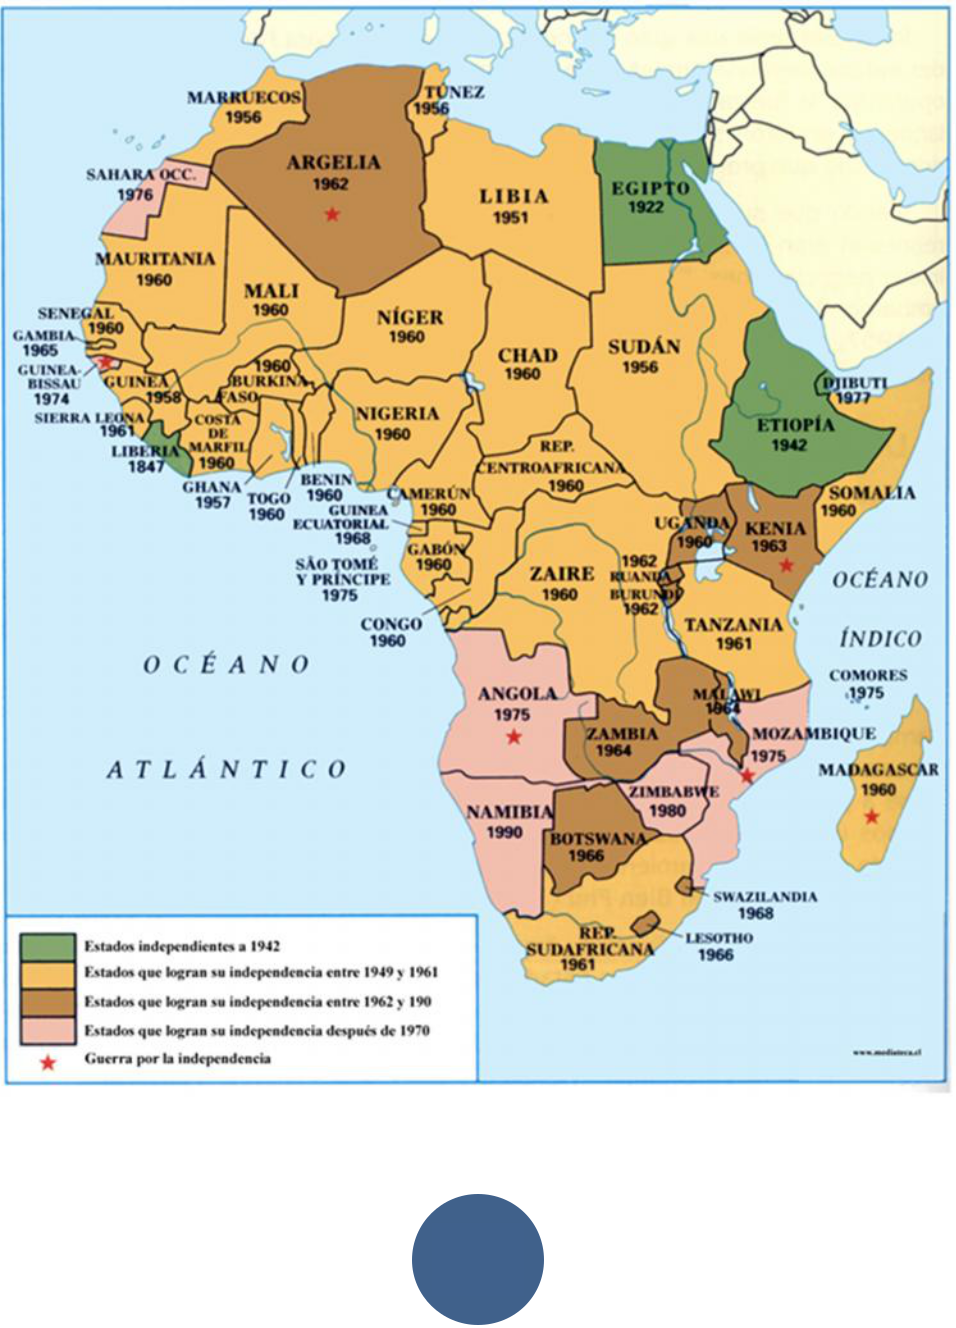 MARRUECOS
1956
TÚNEZ
1956
ARGELIA
1962
SAHARA OCC.
1976
LIBIA
1951
EGIPTO
1922
MAURITANIA
1960
MALI
1960
NÍGER
1960
CHAD
1960
SUDÁN
1956
SENEGAL
1960
GAMBIA
1965
GUINEA-
BISSAU
1974
GUINEA
1958
1960
BURKINA
FASO
DJIBUTI
1977
ETIOPÍA
1942
SIERRA LEONA
1961
LIBERIA
1847
COSTA
DE
MARFIL
1960
NIGERIA
1960
REP.
CENTROAFRICANA
1960
GHANA
1957
TOGO
1960
BENIN
1960
CAMERÚN
1960
SOMALIA
1960
GUINEA
ECUATORIAL
1968
UGANDA
1960
KENIA
1963
GABÓN
1960
SÃO TOMÉ
Y PRÍNCIPE
1975
ZAIRE
1960
1962
RUANDA
BURUNDI
1962
OCÉANO
ÍNDICO
CONGO
1960
TANZANIA
1961
OCÉANO
ATLÁNTICO
COMORES
1975
ANGOLA
1975
MALAWI
1964
ZAMBIA
1964
MOZAMBIQUE
1975
MADAGASCAR
1960
ZIMBABWE
1980
NAMIBIA
1990
BOTSWANA
1966
SWAZILANDIA
1968
REP.
SUDAFRICANA
1961
LESOTHO
1966
Estados independientes a 1942
Estados que logran su independencia entre 1949 y 1961
Estados que logran su independencia entre 1962 y 190
Estados que logran su independencia después de 1970
Guerra por la independencia
www.mediateca.cl